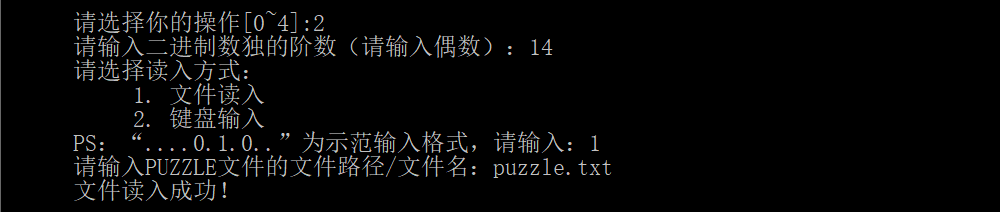 请选择你的操作[0~4]:2
请输入二进制数独的阶数（请输入偶数）：14
请选择读入方式：
1. 文件读入
2. 键盘输入
PS：“....0.1.0..”为示范输入格式，请输入：1
请输入PUZZLE文件的文件路径/文件名：puzzle.txt
文件读入成功！